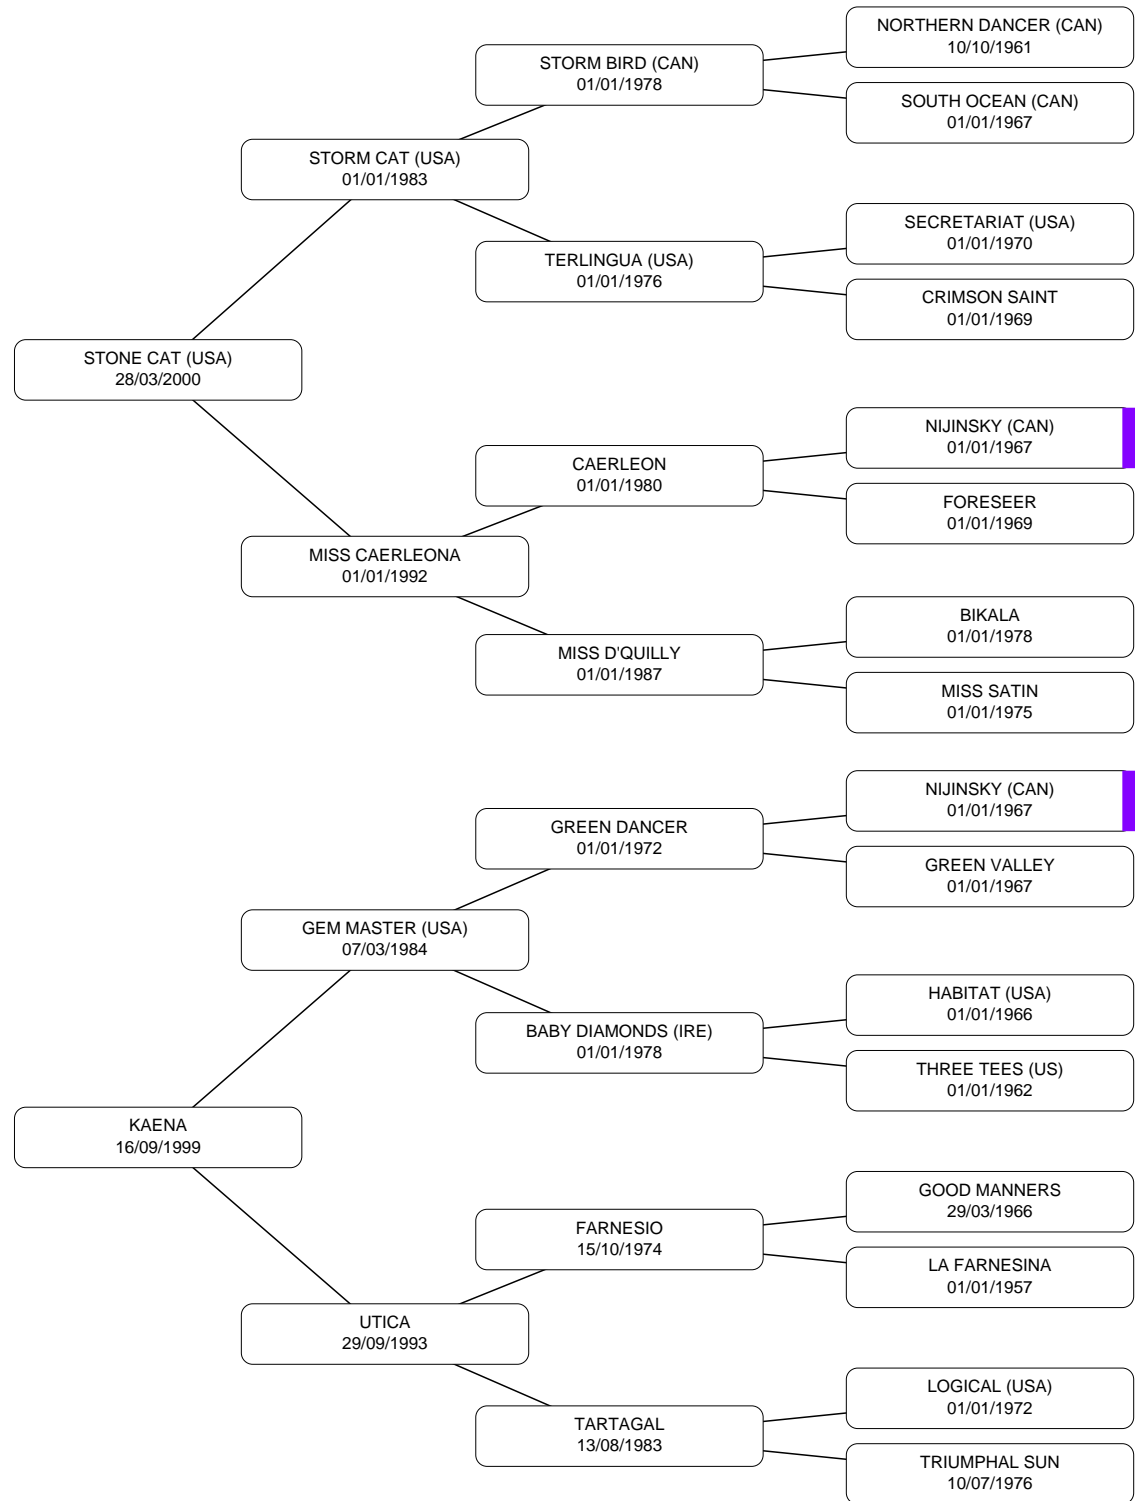 NORTHERN DANCER (CAN)
10/10/1961
STORM BIRD (CAN)
01/01/1978
SOUTH OCEAN (CAN)
01/01/1967
STORM CAT (USA)
01/01/1983
SECRETARIAT (USA)
01/01/1970
TERLINGUA (USA)
01/01/1976
CRIMSON SAINT
01/01/1969
STONE CAT (USA)
28/03/2000
NIJINSKY (CAN)
01/01/1967
CAERLEON
01/01/1980
FORESEER
01/01/1969
MISS CAERLEONA
01/01/1992
BIKALA
01/01/1978
MISS D'QUILLY
01/01/1987
MISS SATIN
01/01/1975
NIJINSKY (CAN)
01/01/1967
GREEN DANCER
01/01/1972
GREEN VALLEY
01/01/1967
GEM MASTER (USA)
07/03/1984
HABITAT (USA)
01/01/1966
BABY DIAMONDS (IRE)
01/01/1978
THREE TEES (US)
01/01/1962
KAENA
16/09/1999
GOOD MANNERS
29/03/1966
FARNESIO
15/10/1974
LA FARNESINA
01/01/1957
UTICA
29/09/1993
LOGICAL (USA)
01/01/1972
TARTAGAL
13/08/1983
TRIUMPHAL SUN
10/07/1976